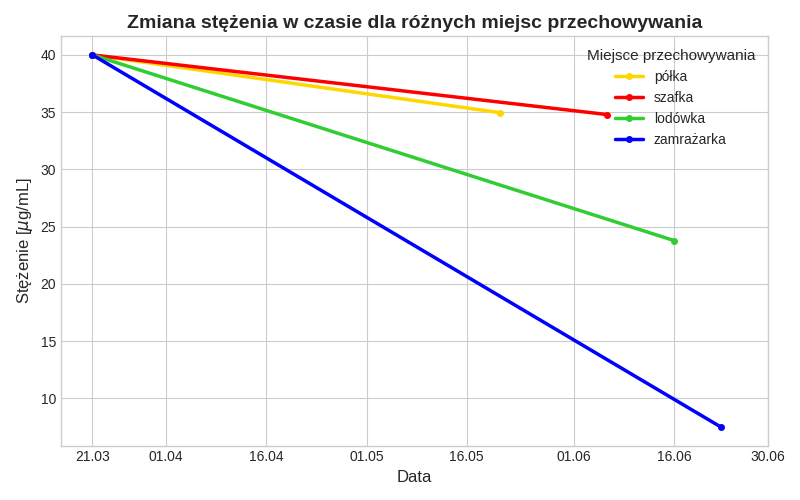 Zmiana stężenia w czasie dla różnych miejsc przechowywania
Stężenie [µg/mL]
40
35
30
25
20
15
10
Miejsce przechowywania
półka
szafka
lodówka
zamrażarka
21.03 01.04 16.04 01.05 16.05 01.06 16.06 30.06
Data